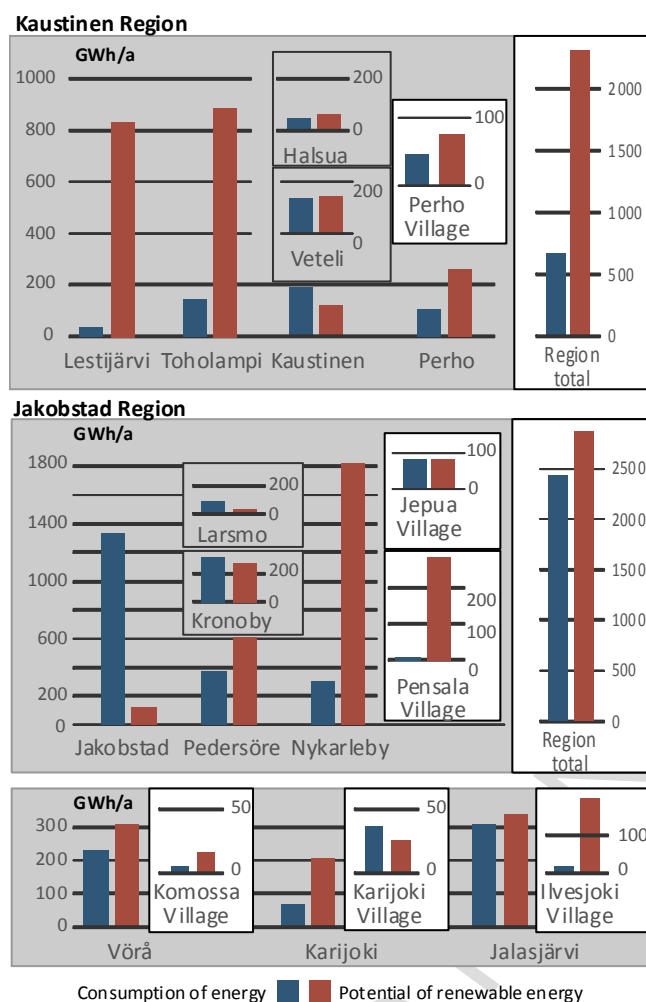 Kaustinen Region
GWh/a
1000
800
600
400
200
0
200
0
Halsua
200
0
Veteli
100
0
Perho
Village
Lestijärvi Toholampi Kaustinen Perho
2000
1500
1000
500
0
Region
total
Jakobstad Region
GWh/a
1800
1400
1000
600
200
0
200
0
Larsmo
200
0
Kronoby
100
0
Jepua
Village
200
100
0
Pensala
Village
Jakobstad Pedersöre Nykarleby
2500
2000
1500
1000
500
0
Region
total
GWh/a
300
200
100
0
50
0
Komossa
Village
50
0
Karijoki
Village
100
0
Ilvesjoki
Village
Vörå Karijoki Jalasjärvi
Consumption of energy Potential of renewable energy